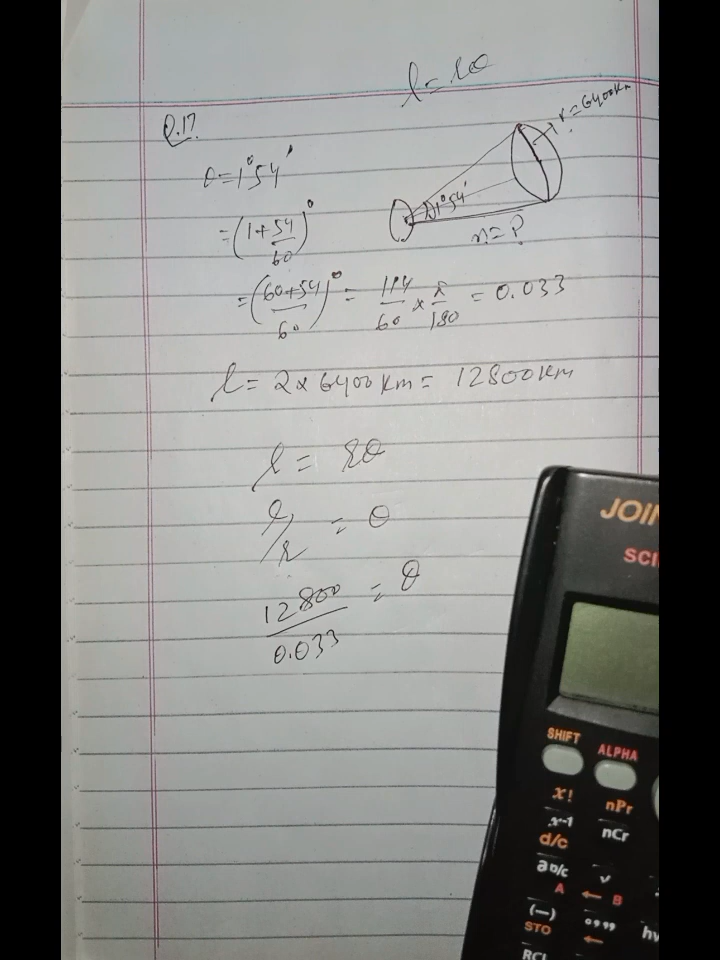 l = rθ
Q.17
r = 6400km
?
θ = 1°54'
1°54'
= (1 + 54/60)°
r = ?
= (60+54/60)° = 114/60 × π/180 = 0.033
l = 2 × 6400 km = 12800 km
l = rθ
l/r = θ
12800/0.033 = θ
JOIN
SCI
SHIFT
ALPHA
x!
nPr
x-1
nCr
d/c
ab/c
A
← B
(—)
°,,,
STO
←
RCL